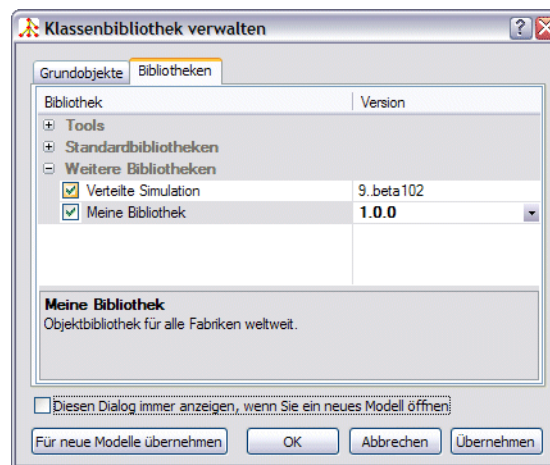 Klassenbibliothek verwalten
Grundobjekte Bibliotheken
Bibliothek Version
Tools
Standardbibliotheken
Weitere Bibliotheken
Verteilte Simulation 9..beta102
Meine Bibliothek 1.0.0
Meine Bibliothek
Objektbibliothek für alle Fabriken weltweit.
Diesen Dialog immer anzeigen, wenn Sie ein neues Modell öffnen
Für neue Modelle übernehmen OK Abbrechen Übernehmen